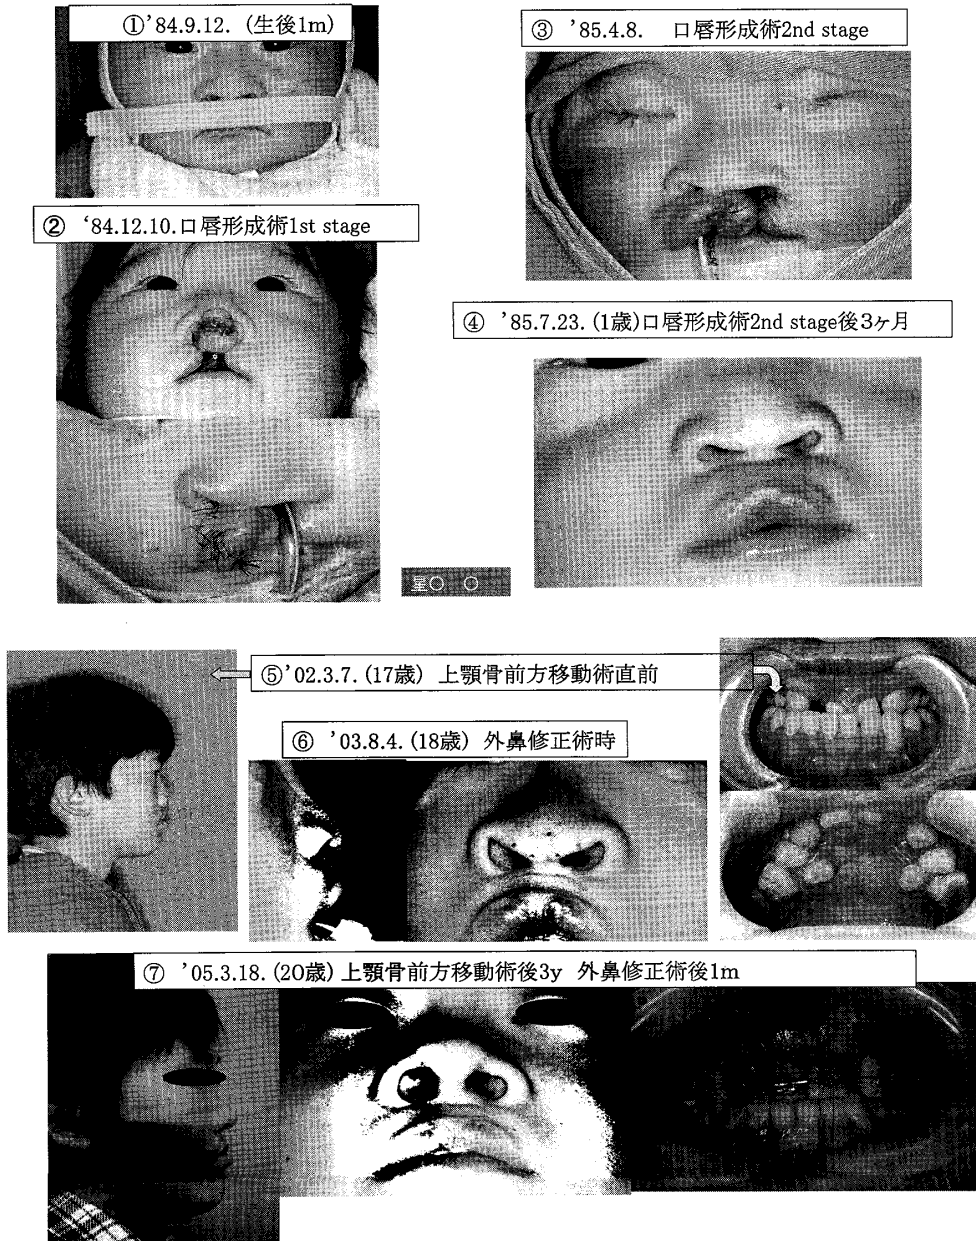 ①'84.9.12. (生後1m)
② '84.12.10.口唇形成術1st stage
③ '85.4.8. 口唇形成術2nd stage
④ '85.7.23. (1歳)口唇形成術2nd stage後3ヶ月
星○ ○
⑤'02.3.7. (17歳) 上顎骨前方移動術直前
⑥ '03.8.4. (18歳) 外鼻修正術時
⑦ '05.3.18. (20歳) 上顎骨前方移動術後3y 外鼻修正術後1m